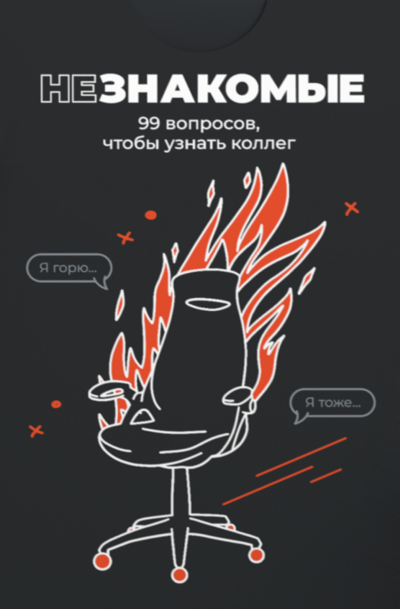 НЕЗНАКОМЫЕ
99 вопросов,
чтобы узнать коллег
Я горю...
Я тоже...